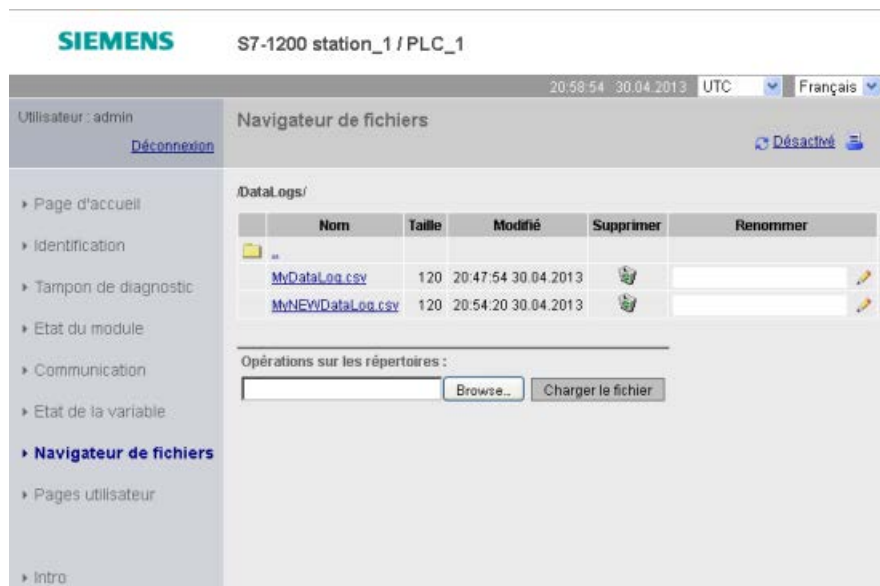 SIEMENS S7-1200 station_1 / PLC_1
20:58:54 30.04.2013 UTC Français
Utilisateur : admin
Déconnexion
Navigateur de fichiers
Désactivé
Page d'accueil
Identification
Tampon de diagnostic
Etat du module
Communication
Etat de la variable
Navigateur de fichiers
Pages utilisateur
Intro
/DataLogs/
Nom Taille Modifié Supprimer Renommer
..
MyDataLog.csv 120 20:47:54 30.04.2013
MyNEWDataLog.csv 120 20:54:20 30.04.2013
Opérations sur les répertoires :
Browse... Charger le fichier